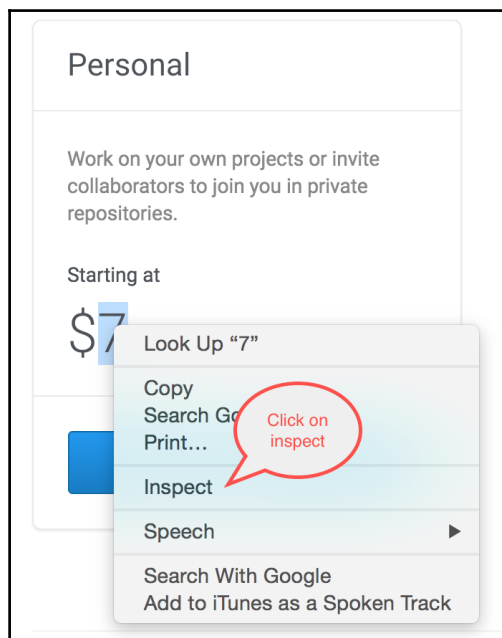 Personal
Work on your own projects or invite
collaborators to join you in private
repositories.
Starting at
$7
Look Up “7”
Copy
Search
Print…
Click on
inspect
Inspect
Speech
Search With Google
Add to iTunes as a Spoken Track